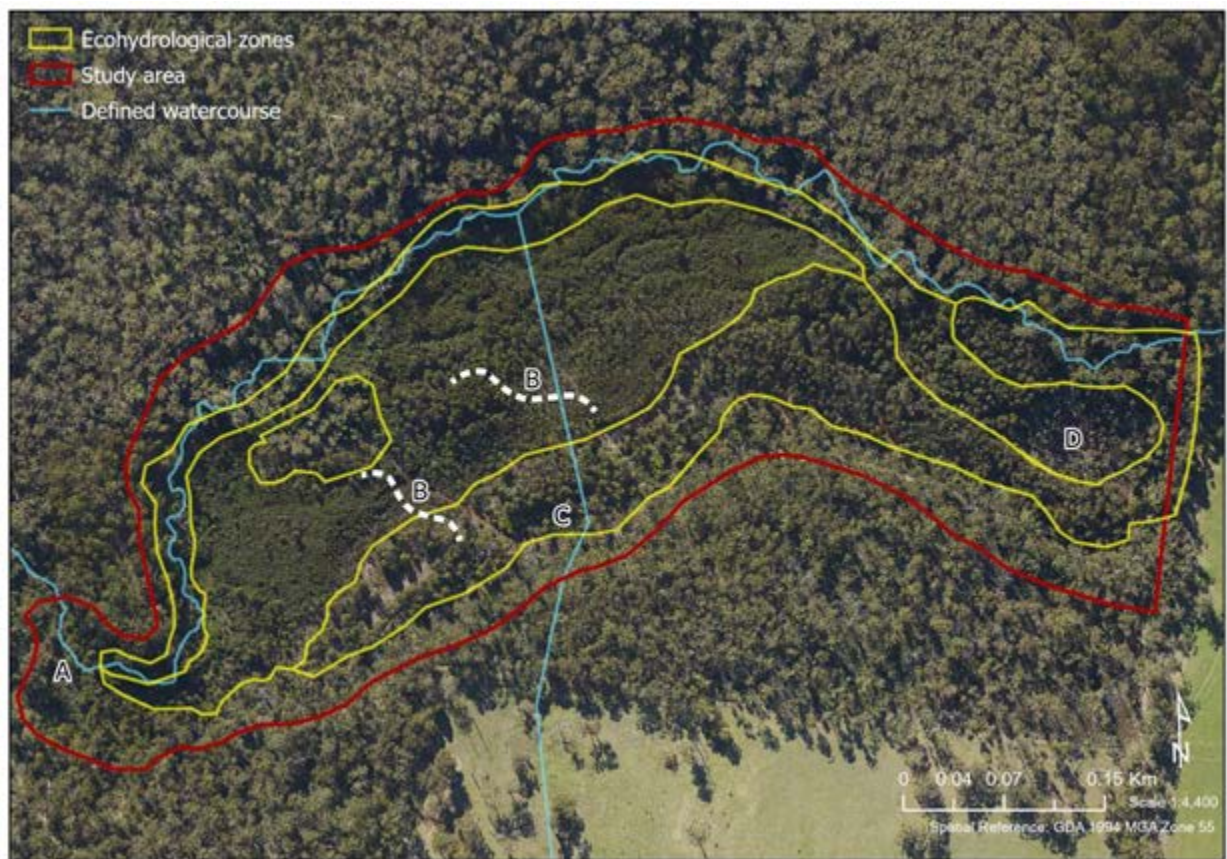 Ecohydrological zones
Study area
Defined watercourse
B
B
C
D
A
N
0 0.04 0.07 0.15 Km
Scale 1:4,400
Spatial Reference: GDA 1994 MGA Zone 55